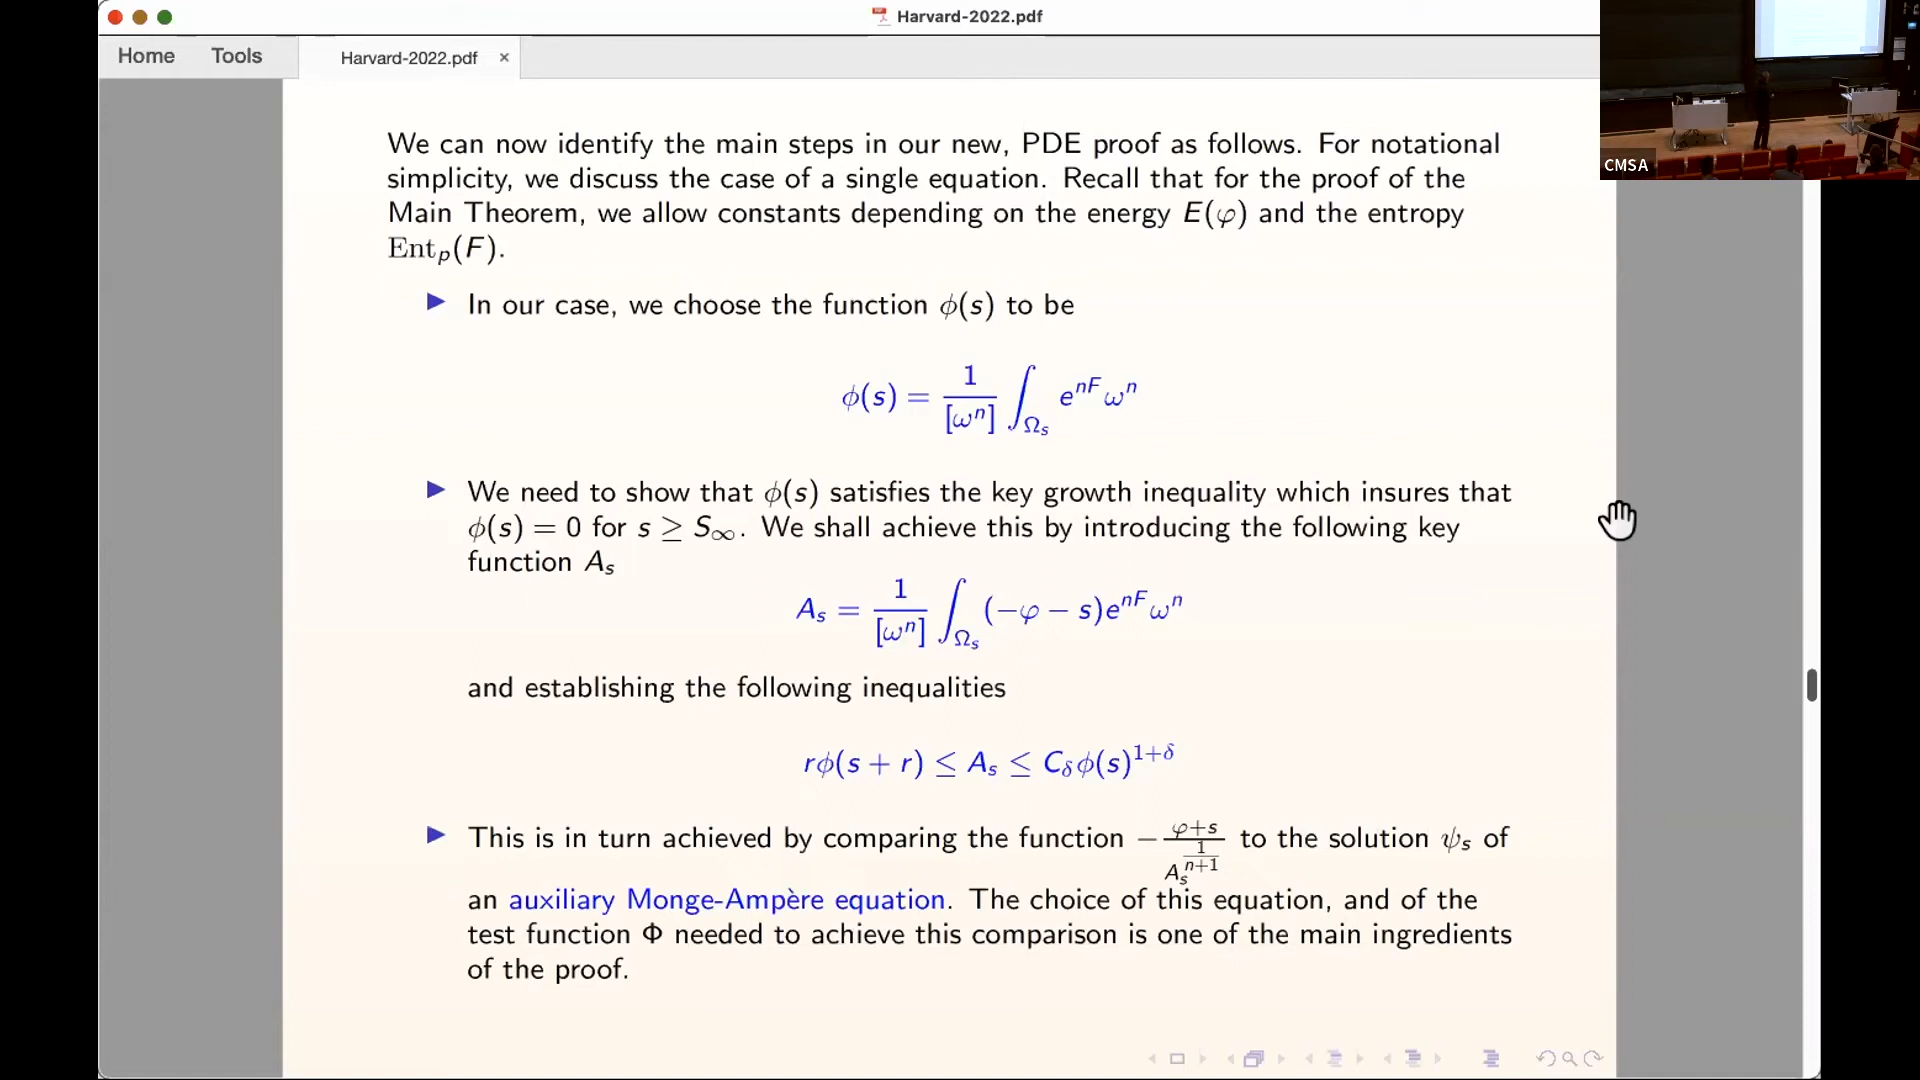 Harvard-2022.pdf
Home Tools Harvard-2022.pdf ×
CMSA
We can now identify the main steps in our new, PDE proof as follows. For notational
simplicity, we discuss the case of a single equation. Recall that for the proof of the
Main Theorem, we allow constants depending on the energy E(φ) and the entropy
Ent_p(F).
▶ In our case, we choose the function ϕ(s) to be
ϕ(s) = \frac{1}{[ω^n]} ∫_{Ω_s} e^{nF} ω^n
▶ We need to show that ϕ(s) satisfies the key growth inequality which insures that
ϕ(s) = 0 for s ≥ S_∞. We shall achieve this by introducing the following key
function A_s
A_s = \frac{1}{[ω^n]} ∫_{Ω_s} (−φ − s)e^{nF} ω^n
and establishing the following inequalities
rϕ(s + r) ≤ A_s ≤ C_δ ϕ(s)^{1+δ}
▶ This is in turn achieved by comparing the function −\frac{φ+s}{A_s^{\frac{1}{n+1}}} to the solution ψ_s of
an auxiliary Monge-Ampère equation. The choice of this equation, and of the
test function Φ needed to achieve this comparison is one of the main ingredients
of the proof.